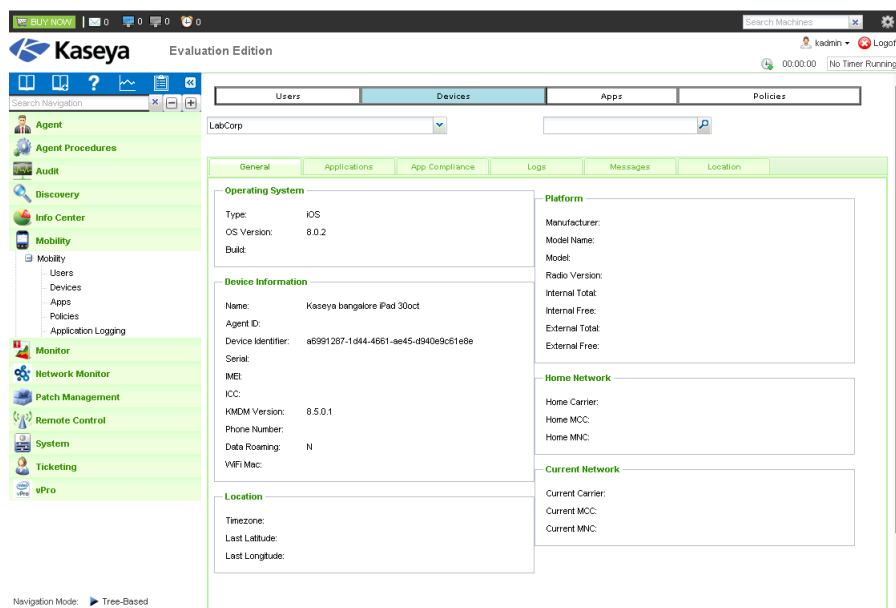 BUY NOW 0 0 0 0 Search Machines
Kaseya Evaluation Edition kadmin Logof
00:00:00 No Timer Running
Search Navigation
Users Devices Apps Policies
LabCorp
Agent
Agent Procedures
Audit
Discovery
Info Center
Mobility
Mobility
Users
Devices
Apps
Policies
Application Logging
Monitor
Network Monitor
Patch Management
Remote Control
System
Ticketing
vPro
Navigation Mode: Tree-Based
General Applications App Compliance Logs Messages Location
Operating System
Type: iOS
OS Version: 8.0.2
Build:
Device Information
Name: Kaseya bangalore iPad 30oct
Agent ID:
Device Identifier: a6991287-1d44-4661-ae45-d940e9c61e8e
Serial:
IMEI:
ICC:
KMDM Version: 8.5.0.1
Phone Number:
Data Roaming: N
WiFi Mac:
Location
Timezone:
Last Latitude:
Last Longitude:
Platform
Manufacturer:
Model Name:
Model:
Radio Version:
Internal Total:
Internal Free:
External Total:
External Free:
Home Network
Home Carrier:
Home MCC:
Home MNC:
Current Network
Current Carrier:
Current MCC:
Current MNC: